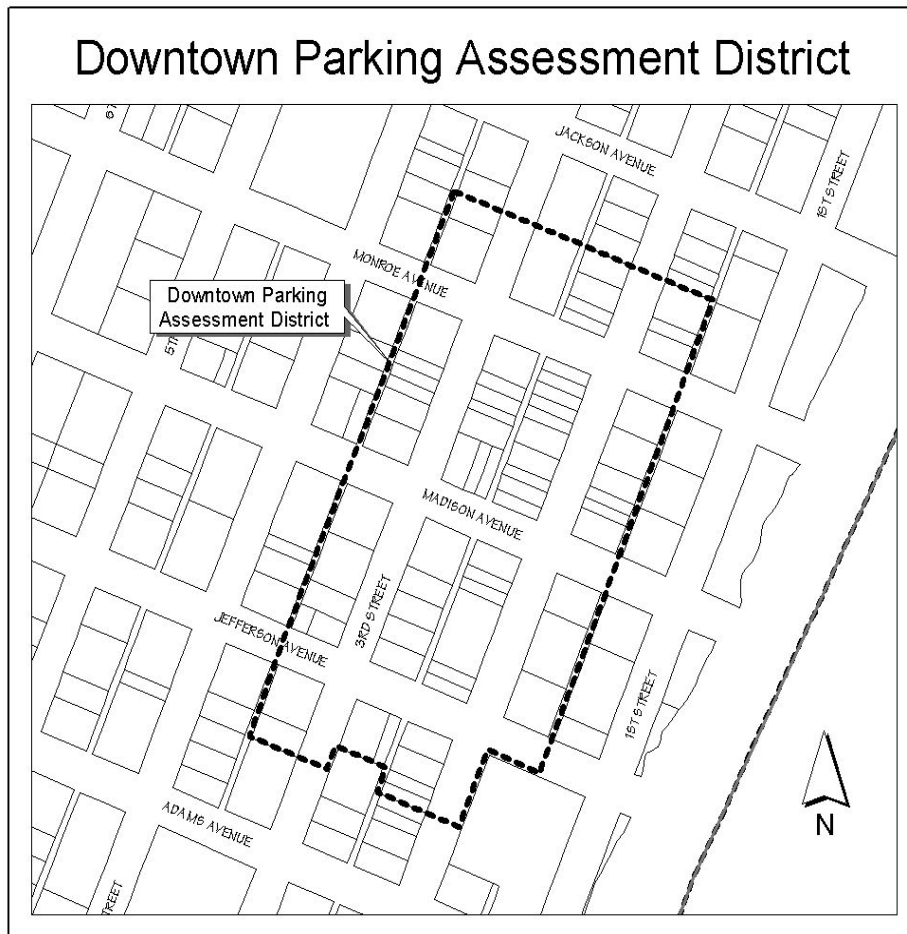 Downtown Parking Assessment District
JACKSON AVENUE
1ST STREET
MONROE AVENUE
Downtown Parking
Assessment District
MADISON AVENUE
3RD STREET
JEFFERSON AVENUE
1ST STREET
ADAMS AVENUE
N